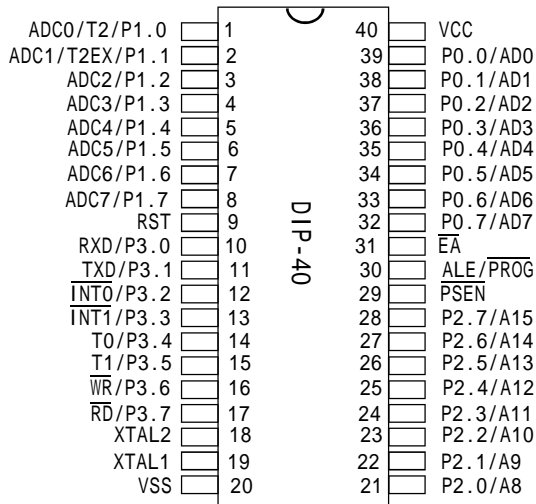 ADC0/T2/P1.0 1 40 VCC
ADC1/T2EX/P1.1 2 39 P0.0/AD0
ADC2/P1.2 3 38 P0.1/AD1
ADC3/P1.3 4 37 P0.2/AD2
ADC4/P1.4 5 36 P0.3/AD3
ADC5/P1.5 6 35 P0.4/AD4
ADC6/P1.6 7 34 P0.5/AD5
ADC7/P1.7 8 33 P0.6/AD6
RST 9 32 P0.7/AD7
RXD/P3.0 10 31 EA
TXD/P3.1 11 30 ALE/PROG
INT0/P3.2 12 29 PSEN
INT1/P3.3 13 28 P2.7/A15
T0/P3.4 14 27 P2.6/A14
T1/P3.5 15 26 P2.5/A13
WR/P3.6 16 25 P2.4/A12
RD/P3.7 17 24 P2.3/A11
XTAL2 18 23 P2.2/A10
XTAL1 19 22 P2.1/A9
VSS 20 21 P2.0/A8
DIP-40